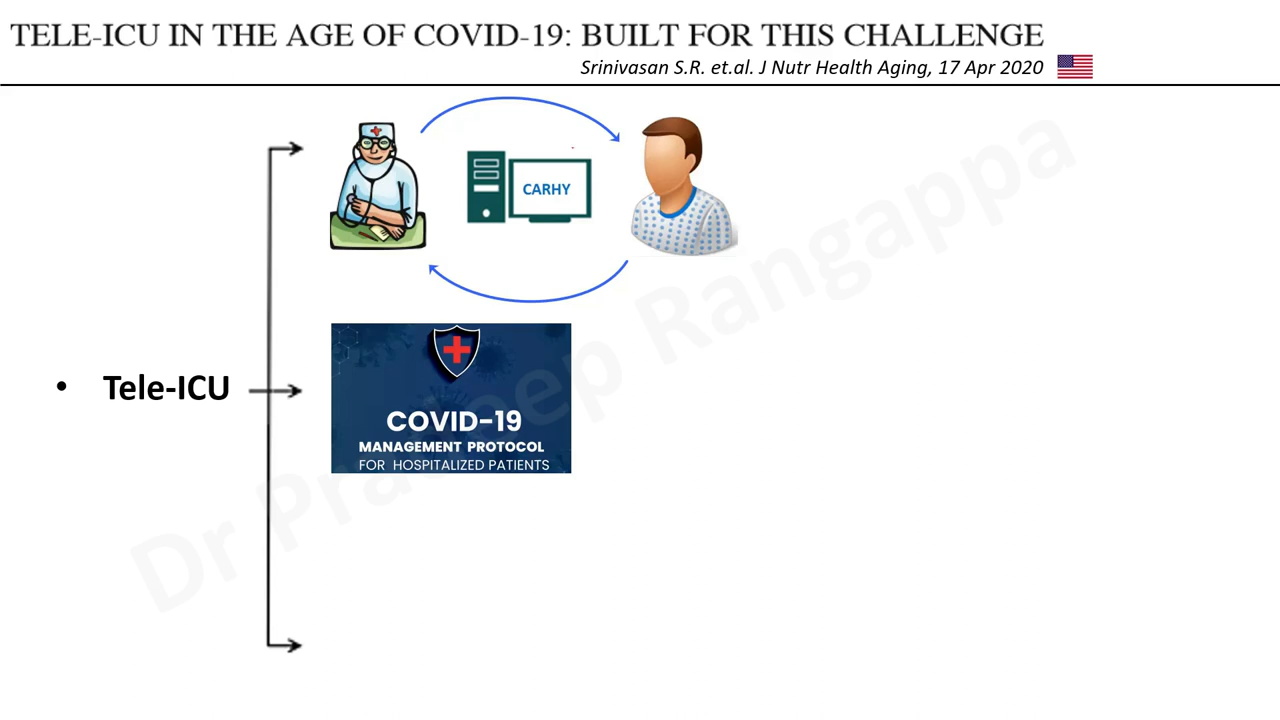 TELE-ICU IN THE AGE OF COVID-19: BUILT FOR THIS CHALLENGE
Srinivasan S.R. et.al. J Nutr Health Aging, 17 Apr 2020
CARHY
• Tele-ICU
COVID-19
MANAGEMENT PROTOCOL
FOR HOSPITALIZED PATIENTS
Dr Pradeep Rangappa